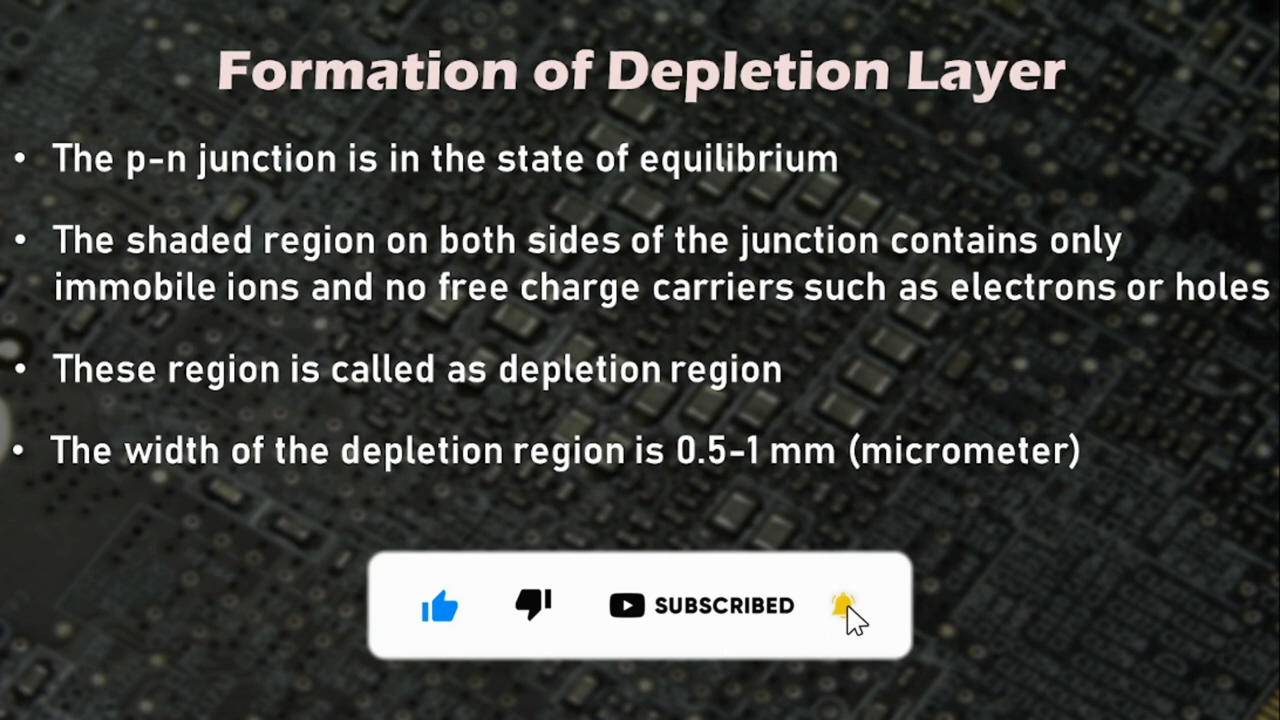 Formation of Depletion Layer
• The p-n junction is in the state of equilibrium
• The shaded region on both sides of the junction contains only
immobile ions and no free charge carriers such as electrons or holes
• These region is called as depletion region
• The width of the depletion region is 0.5-1 mm (micrometer)
SUBSCRIBED